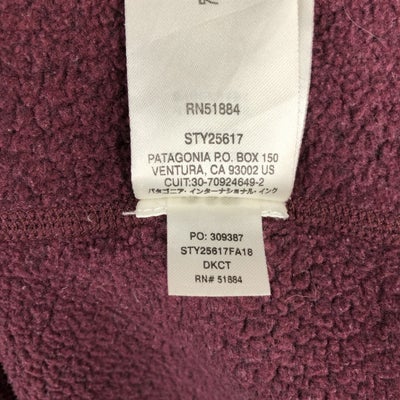 RN51884
STY25617
PATAGONIA P.O. BOX 150
VENTURA, CA 93002 US
CUIT:30-70924649-2
パタゴニア・インターナショナル・インク
PO: 309387
STY25617FA18
DKCT
RN# 51884